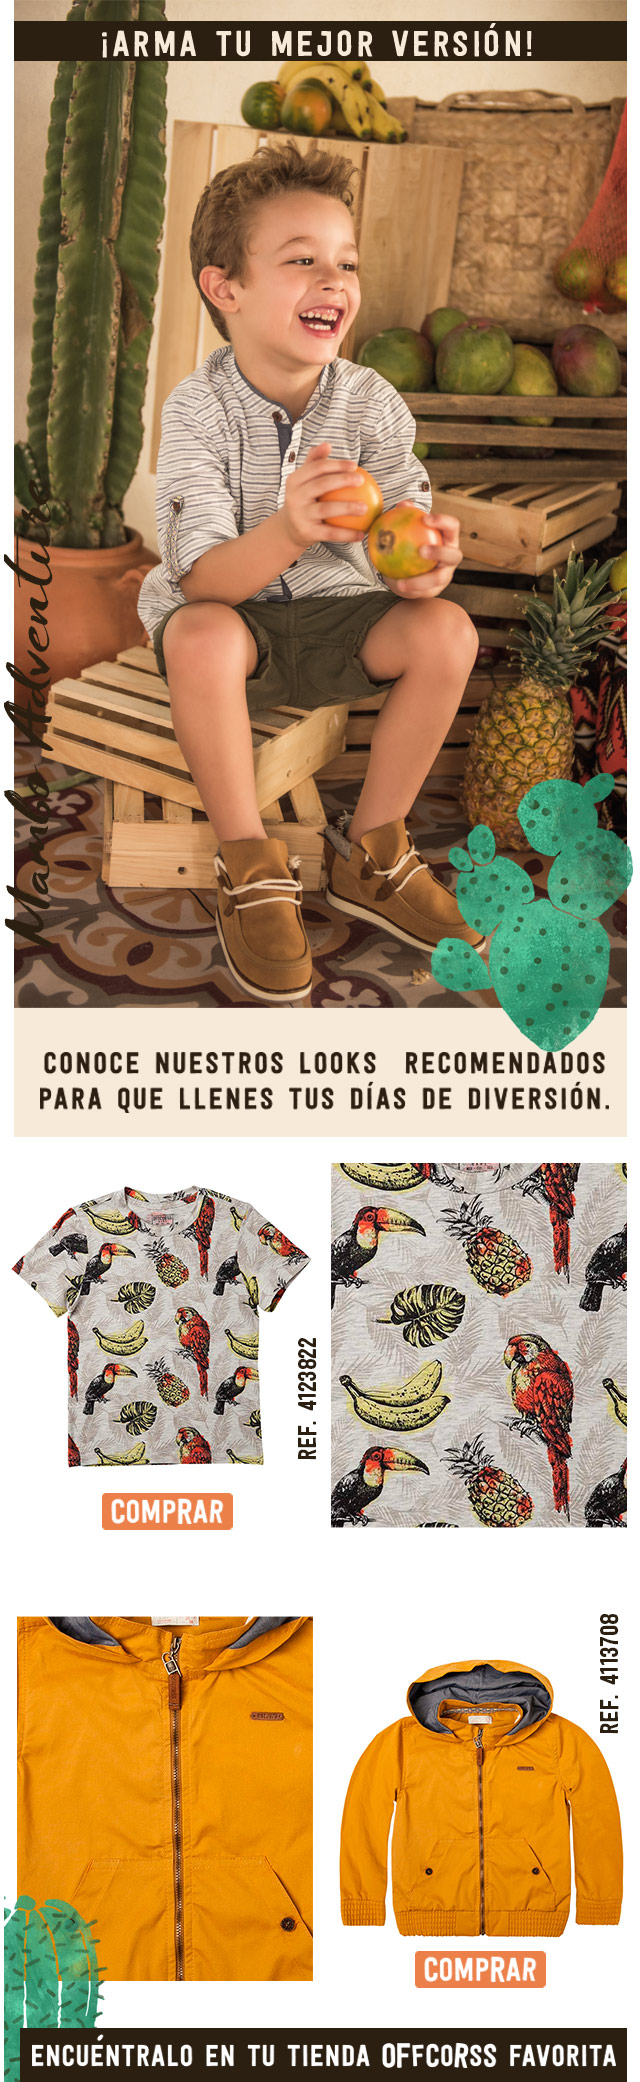 ¡ARMA TU MEJOR VERSIÓN!
Mambo Adventure
CONOCE NUESTROS LOOKS RECOMENDADOS
PARA QUE LLENES TUS DÍAS DE DIVERSIÓN.
REF. 4123822
COMPRAR
REF. 4113708
COMPRAR
ENCUÉNTRALO EN TU TIENDA OFFCORSS FAVORITA